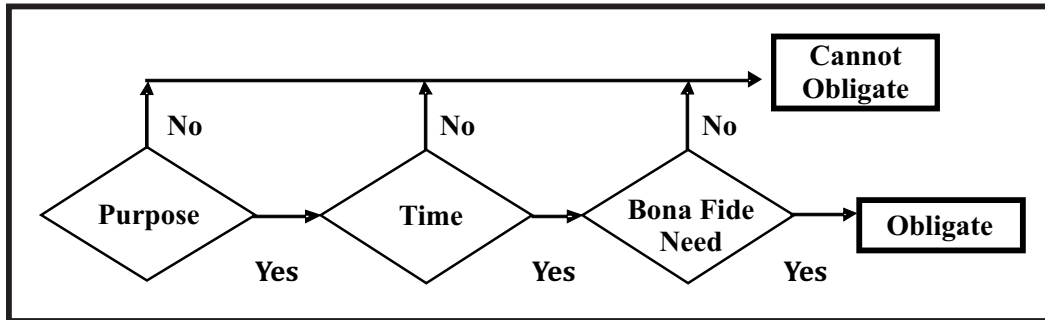 Cannot
Obligate
No
No
No
Purpose
Time
Bona Fide
Need
Obligate
Yes
Yes
Yes